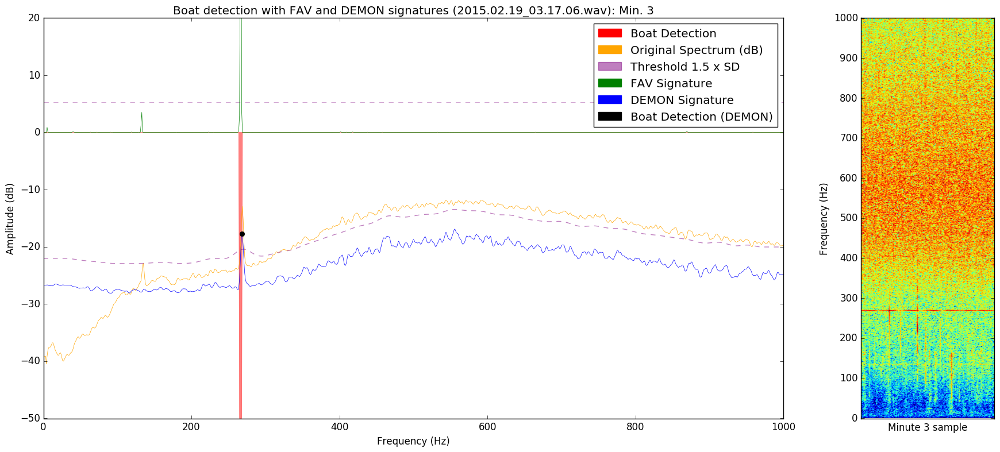 Boat detection with FAV and DEMON signatures (2015.02.19_03.17.06.wav): Min. 3
20
10
0
−10
−20
−30
−40
−50
Amplitude (dB)
0
200
400
600
800
1000
Frequency (Hz)
Boat Detection
Original Spectrum (dB)
Threshold 1.5 x SD
FAV Signature
DEMON Signature
Boat Detection (DEMON)
1000
900
800
700
600
500
400
300
200
100
0
Frequency (Hz)
Minute 3 sample